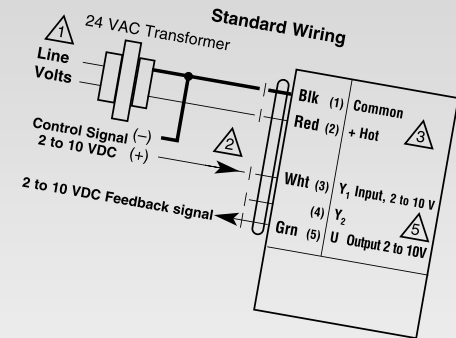 Standard Wiring
1
24 VAC Transformer
Line
Volts
Control Signal (–)
2 to 10 VDC (+)
2
2 to 10 VDC Feedback signal
Blk (1) Common
Red (2) + Hot
3
Wht (3) Y1 Input, 2 to 10 V
(4) Y2
5
Grn (5) U Output 2 to 10V